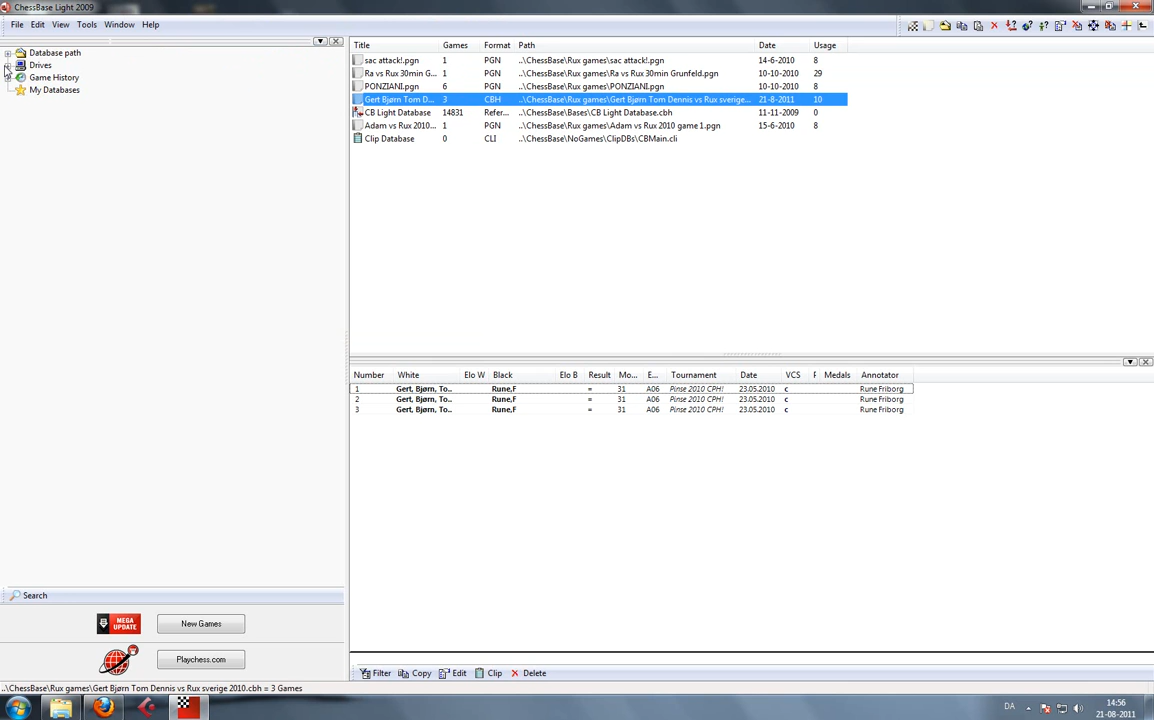 ChessBase Light 2009
File Edit View Tools Window Help
Database path
Drives
Game History
My Databases
Title Games Format Path Date Usage
sac attack!.pgn 1 PGN ..\ChessBase\Rux games\sac attack!.pgn 14-6-2010 8
Ra vs Rux 30min G... 1 PGN ..\ChessBase\Rux games\Ra vs Rux 30min Grunfeld.pgn 10-10-2010 29
PONZIANI.pgn 6 PGN ..\ChessBase\Rux games\PONZIANI.pgn 10-10-2010 8
Gert Bjørn Tom D... 3 CBH ..\ChessBase\Rux games\Gert Bjørn Tom Dennis vs Rux sverige... 21-8-2011 10
CB Light Database 14831 Refer... ..\ChessBase\Bases\CB Light Database.cbh 11-11-2009 0
Adam vs Rux 2010... 1 PGN ..\ChessBase\Rux games\Adam vs Rux 2010 game 1.pgn 15-6-2010 8
Clip Database 0 CLI ..\ChessBase\NoGames\ClipDBs\CBMain.cli
Number White Elo W Black Elo B Result Mo... E... Tournament Date VCS F Medals Annotator
1 Gert, Bjørn, To... Rune,F = 31 A06 Pinse 2010 CPH! 23.05.2010 c Rune Friborg
2 Gert, Bjørn, To... Rune,F = 31 A06 Pinse 2010 CPH! 23.05.2010 c Rune Friborg
3 Gert, Bjørn, To... Rune,F = 31 A06 Pinse 2010 CPH! 23.05.2010 c Rune Friborg
Search
MEGA UPDATE New Games
Playchess.com
Filter Copy Edit Clip Delete
..\ChessBase\Rux games\Gert Bjørn Tom Dennis vs Rux sverige 2010.cbh = 3 Games
DA 14:56
21-08-2011